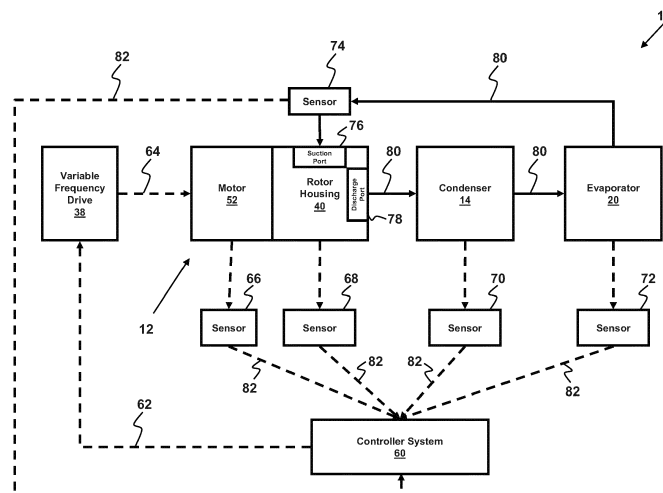 1
82
74
80
Sensor
76
Suction
Port
64
80
80
Variable
Frequency
Drive
38
Motor
52
Rotor
Housing
40
Discharge
Port
78
Condenser
14
Evaporator
20
12
66
68
70
72
Sensor
Sensor
Sensor
Sensor
82
82
82
82
62
Controller System
60